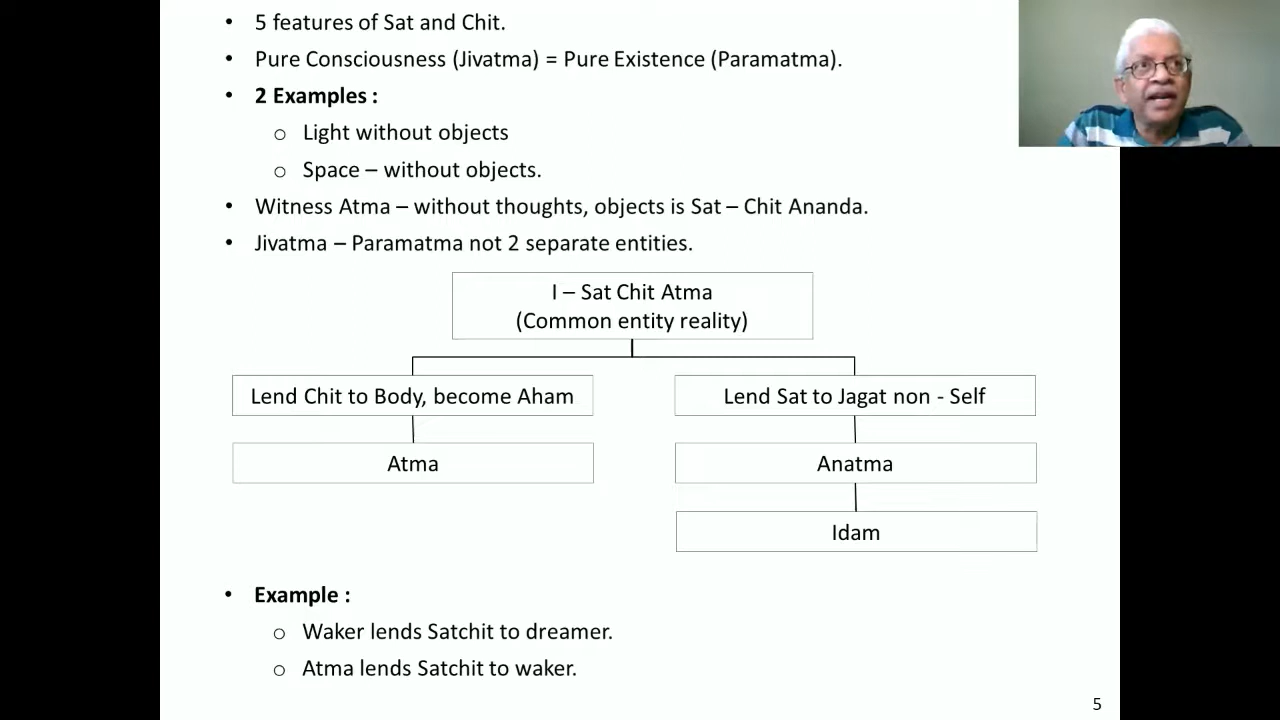 • 5 features of Sat and Chit.
• Pure Consciousness (Jivatma) = Pure Existence (Paramatma).
• 2 Examples :
o Light without objects
o Space – without objects.
• Witness Atma – without thoughts, objects is Sat – Chit Ananda.
• Jivatma – Paramatma not 2 separate entities.
I – Sat Chit Atma
(Common entity reality)
Lend Chit to Body, become Aham
Lend Sat to Jagat non - Self
Atma
Anatma
Idam
• Example :
o Waker lends Satchit to dreamer.
o Atma lends Satchit to waker.
5